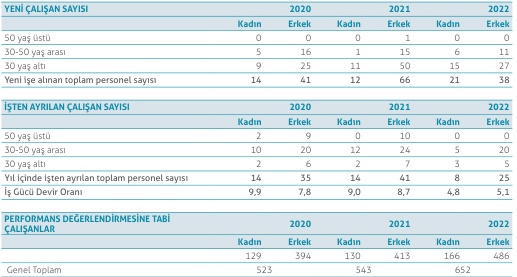 YENİ ÇALIŞAN SAYISI 2020 2021 2022
Kadın Erkek Kadın Erkek Kadın Erkek
50 yaş üstü 0 0 0 1 0 0
30-50 yaş arası 5 16 1 15 6 11
30 yaş altı 9 25 11 50 15 27
Yeni işe alınan toplam personel sayısı 14 41 12 66 21 38
İŞTEN AYRILAN ÇALIŞAN SAYISI 2020 2021 2022
Kadın Erkek Kadın Erkek Kadın Erkek
50 yaş üstü 2 9 0 10 0 0
30-50 yaş arası 10 20 12 24 5 20
30 yaş altı 2 6 2 7 3 5
Yıl içinde işten ayrılan toplam personel sayısı 14 35 14 41 8 25
İş Gücü Devir Oranı 9,9 7,8 9,0 8,7 4,8 5,1
PERFORMANS DEĞERLENDİRMESİNE TABİ
ÇALIŞANLAR 2020 2021 2022
Kadın Erkek Kadın Erkek Kadın Erkek
129 394 130 413 166 486
Genel Toplam 523 543 652